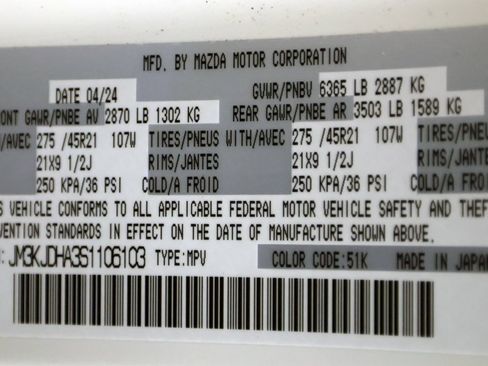 MFD. BY MAZDA MOTOR CORPORATION
DATE 04/24 GVWR/PNBV 6365 LB 2887 KG
ONT GAWR/PNBE AV 2870 LB 1302 KG REAR GAWR/PNBE AR 3503 LB 1589 KG
/AVEC 275 /45R21 107W TIRES/PNEUS WITH/AVEC 275 /45R21 107W TIRES/PNEU
21X9 1/2J RIMS/JANTES 21X9 1/2J RIMS/JANTE
250 KPA/36 PSI COLD/A FROID 250 KPA/36 PSI COLD/A FROI
S VEHICLE CONFORMS TO ALL APPLICABLE FEDERAL MOTOR VEHICLE SAFETY AND THEF
VENTION STANDARDS IN EFFECT ON THE DATE OF MANUFACTURE SHOWN ABOVE.
: JM3KJDHA3S1106103 TYPE:MPV COLOR CODE:51K MADE IN JAPA